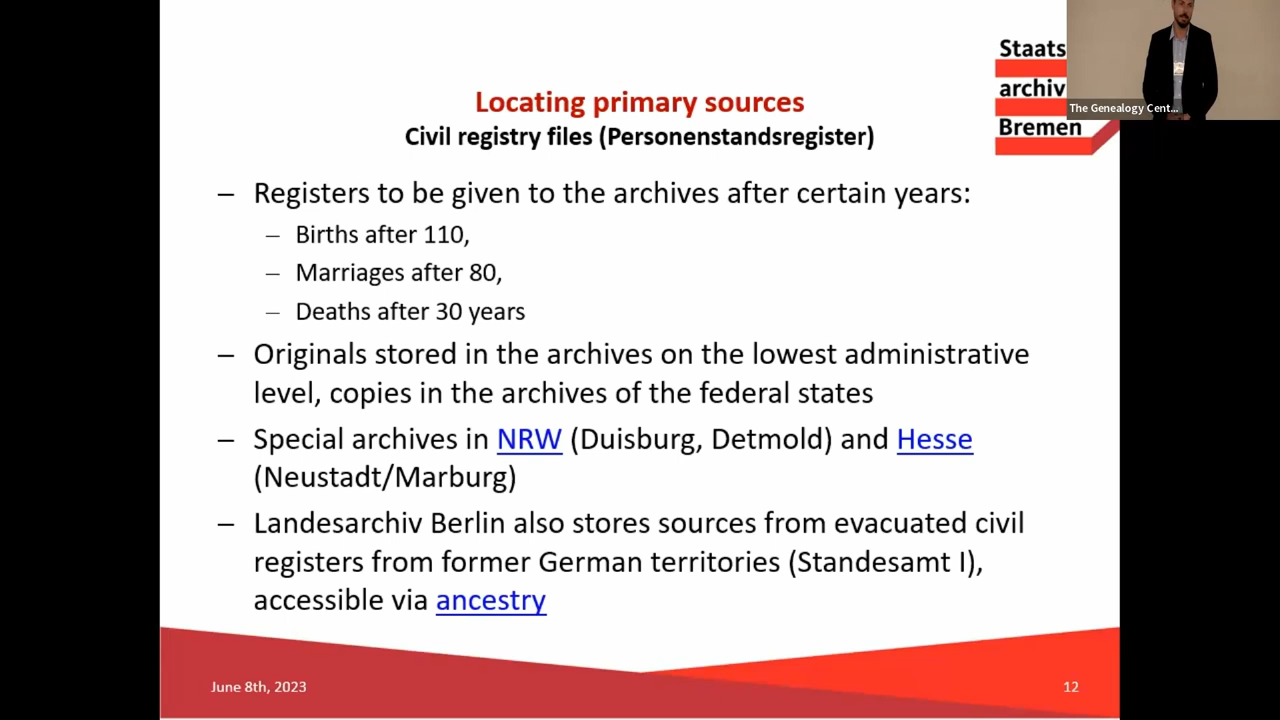 Locating primary sources
Civil registry files (Personenstandsregister)
Staats
archiv
Bremen
The Genealogy Cent...
– Registers to be given to the archives after certain years:
– Births after 110,
– Marriages after 80,
– Deaths after 30 years
– Originals stored in the archives on the lowest administrative
level, copies in the archives of the federal states
– Special archives in NRW (Duisburg, Detmold) and Hesse
(Neustadt/Marburg)
– Landesarchiv Berlin also stores sources from evacuated civil
registers from former German territories (Standesamt I),
accessible via ancestry
June 8th, 2023
12